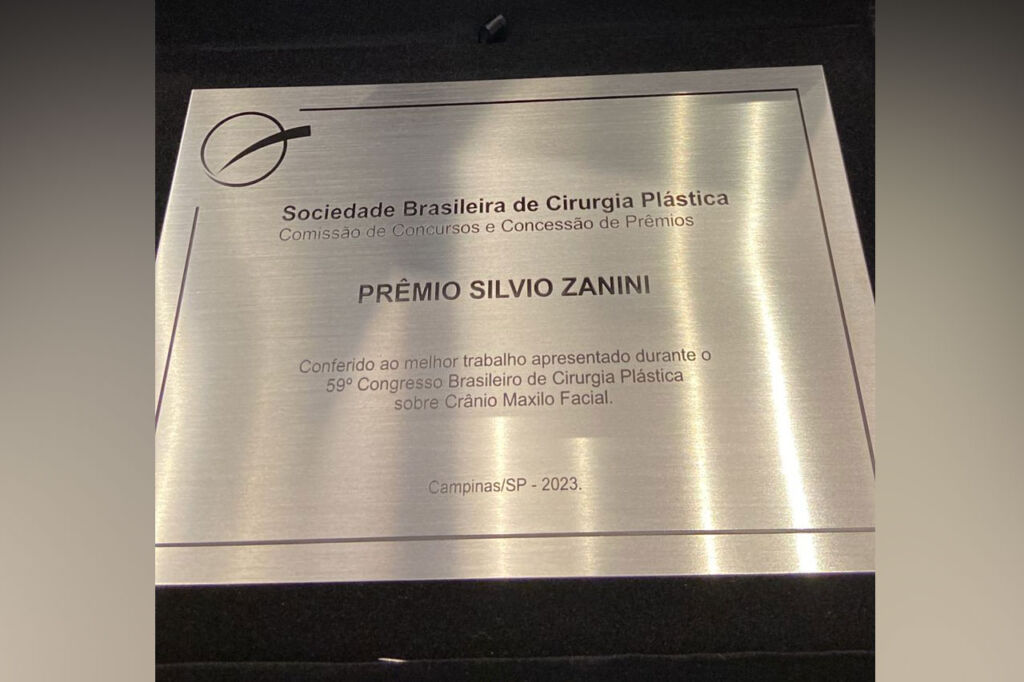 Sociedade Brasileira de Cirurgia Plástica
Comissão de Concursos e Concessão de Prêmios
PRÊMIO SILVIO ZANINI
Conferido ao melhor trabalho apresentado durante o
59º Congresso Brasileiro de Cirurgia Plástica
sobre Crânio Maxilo Facial.
Campinas/SP - 2023.